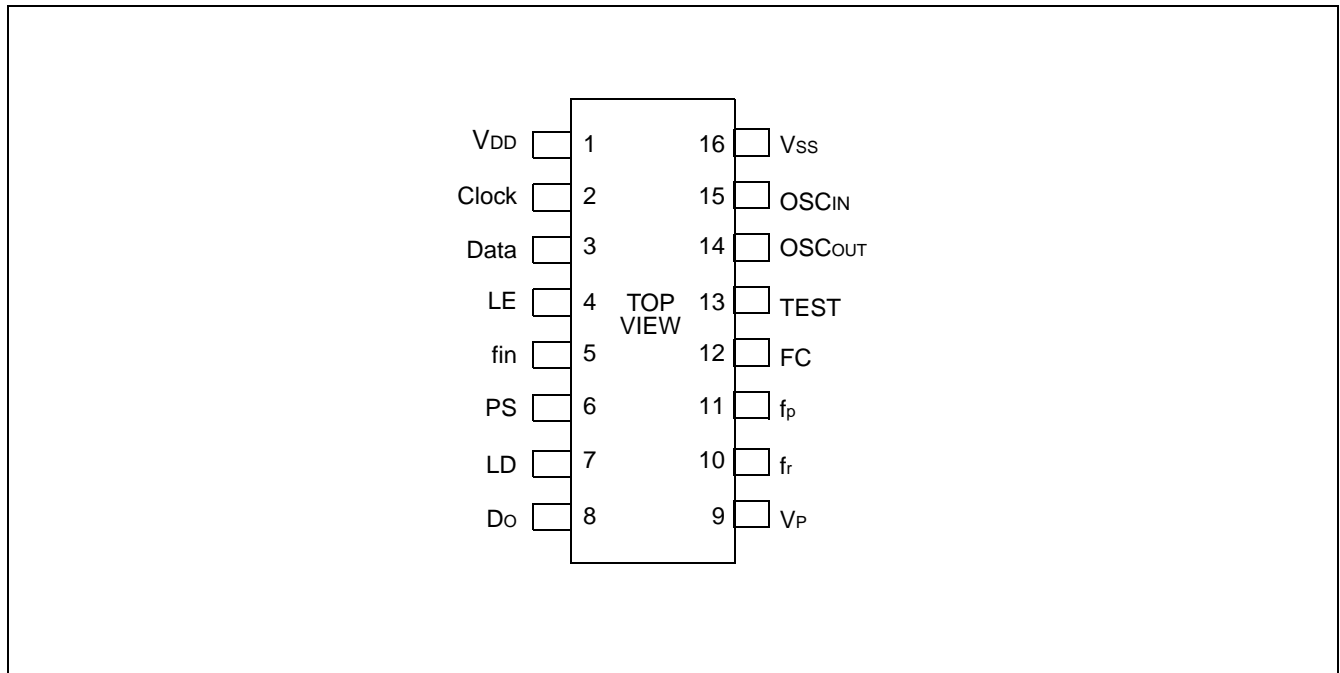 VDD 1 16 VSS
Clock 2 15 OSCIN
Data 3 14 OSCOUT
LE 4 TOP VIEW 13 TEST
fin 5 12 FC
PS 6 11 fp
LD 7 10 fr
DO 8 9 VP